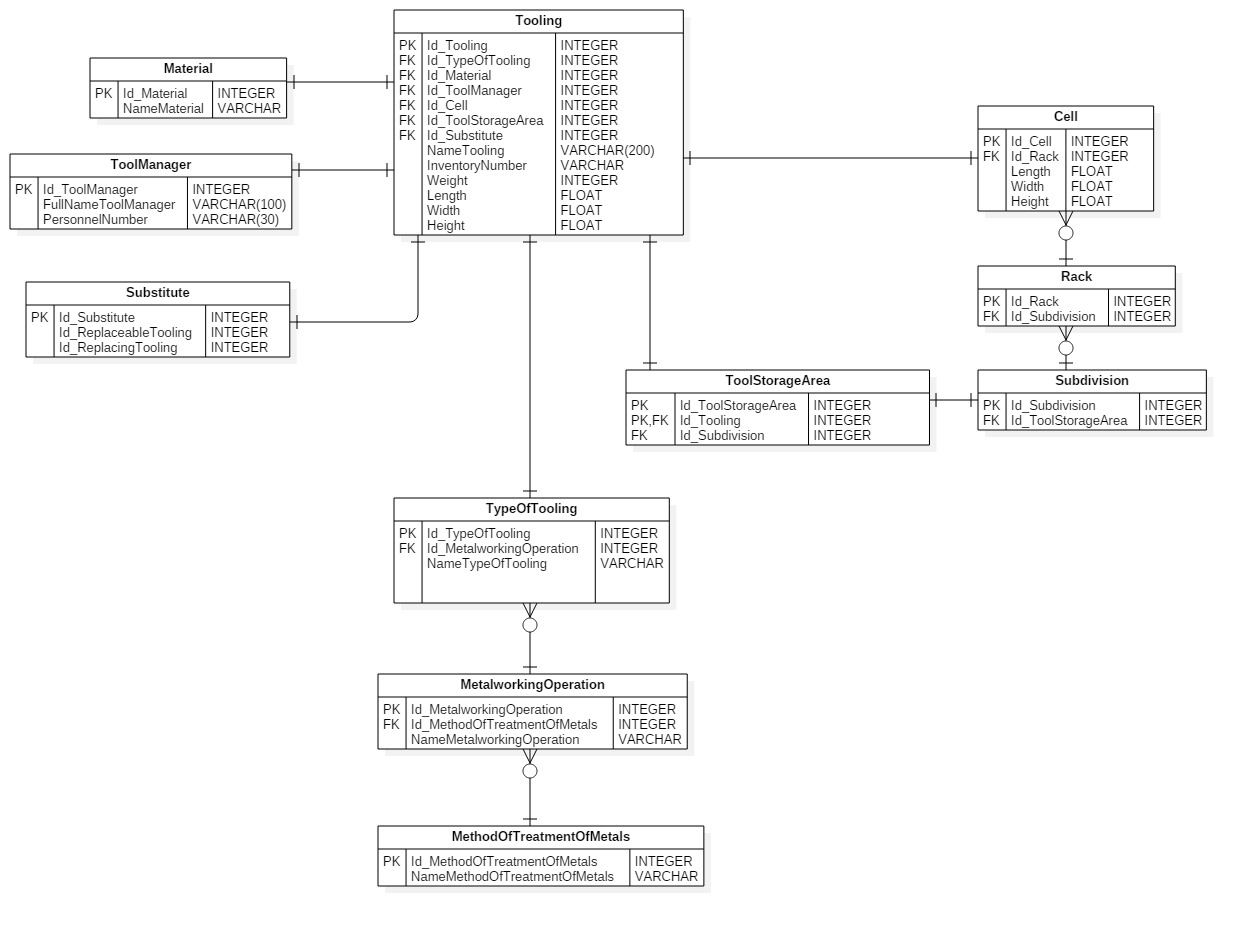 Tooling
PK Id_Tooling INTEGER
FK Id_TypeOfTooling INTEGER
FK Id_Material INTEGER
FK Id_ToolManager INTEGER
FK Id_Cell INTEGER
FK Id_ToolStorageArea INTEGER
FK Id_Substitute INTEGER
NameTooling VARCHAR(200)
InventoryNumber VARCHAR
Weight INTEGER
Length FLOAT
Width FLOAT
Height FLOAT
Material
PK Id_Material INTEGER
NameMaterial VARCHAR
ToolManager
PK Id_ToolManager INTEGER
FullNameToolManager VARCHAR(100)
PersonnelNumber VARCHAR(30)
Substitute
PK Id_Substitute INTEGER
Id_ReplaceableTooling INTEGER
Id_ReplacingTooling INTEGER
Cell
PK Id_Cell INTEGER
FK Id_Rack INTEGER
Length FLOAT
Width FLOAT
Height FLOAT
Rack
PK Id_Rack INTEGER
FK Id_Subdivision INTEGER
ToolStorageArea
PK Id_ToolStorageArea INTEGER
PK,FK Id_Tooling INTEGER
FK Id_Subdivision INTEGER
Subdivision
PK Id_Subdivision INTEGER
FK Id_ToolStorageArea INTEGER
TypeOfTooling
PK Id_TypeOfTooling INTEGER
FK Id_MetalworkingOperation INTEGER
NameTypeOfTooling VARCHAR
MetalworkingOperation
PK Id_MetalworkingOperation INTEGER
FK Id_MethodOfTreatmentOfMetals INTEGER
NameMetalworkingOperation VARCHAR
MethodOfTreatmentOfMetals
PK Id_MethodOfTreatmentOfMetals INTEGER
NameMethodOfTreatmentOfMetals VARCHAR